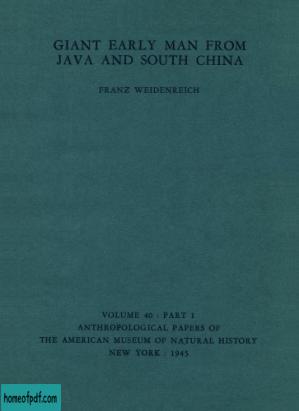 GIANT EARLY MAN FROM
JAVA AND SOUTH CHINA
FRANZ WEIDENREICH
VOLUME 40 : PART 1
ANTHROPOLOGICAL PAPERS OF
THE AMERICAN MUSEUM OF NATURAL HISTORY
NEW YORK : 1945
homeofpdf.com